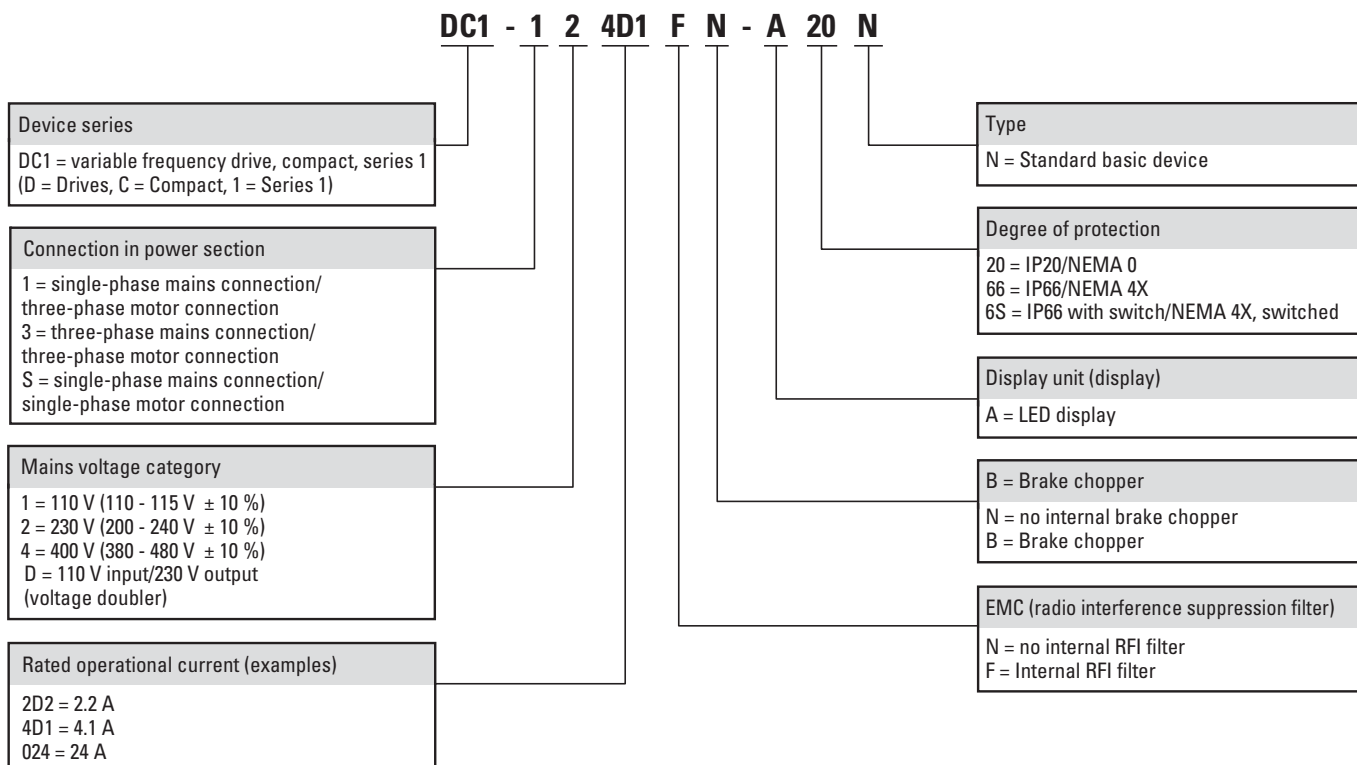 DC1 - 1 2 4D1 F N - A 20 N
Device series
DC1 = variable frequency drive, compact, series 1
(D = Drives, C = Compact, 1 = Series 1)
Connection in power section
1 = single-phase mains connection/
three-phase motor connection
3 = three-phase mains connection/
three-phase motor connection
S = single-phase mains connection/
single-phase motor connection
Mains voltage category
1 = 110 V (110 - 115 V ± 10 %)
2 = 230 V (200 - 240 V ± 10 %)
4 = 400 V (380 - 480 V ± 10 %)
D = 110 V input/230 V output
(voltage doubler)
Rated operational current (examples)
2D2 = 2.2 A
4D1 = 4.1 A
024 = 24 A
Type
N = Standard basic device
Degree of protection
20 = IP20/NEMA 0
66 = IP66/NEMA 4X
6S = IP66 with switch/NEMA 4X, switched
Display unit (display)
A = LED display
B = Brake chopper
N = no internal brake chopper
B = Brake chopper
EMC (radio interference suppression filter)
N = no internal RFI filter
F = Internal RFI filter